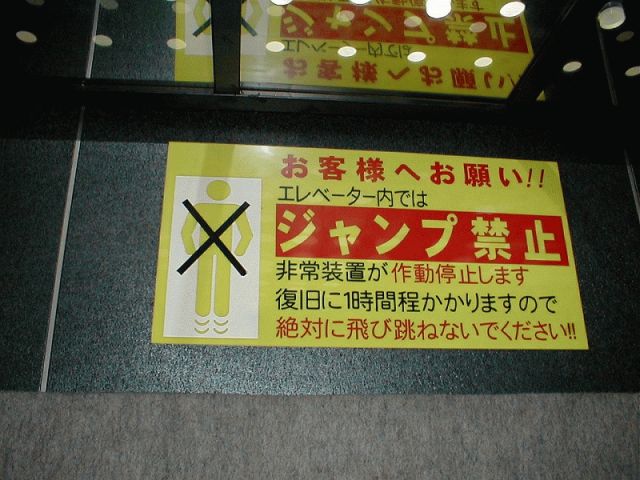 お客様へお願い!!
エレベーター内では
ジャンプ禁止
非常装置が作動停止します
復旧に1時間程かかりますので
絶対に飛び跳ねないでください!!